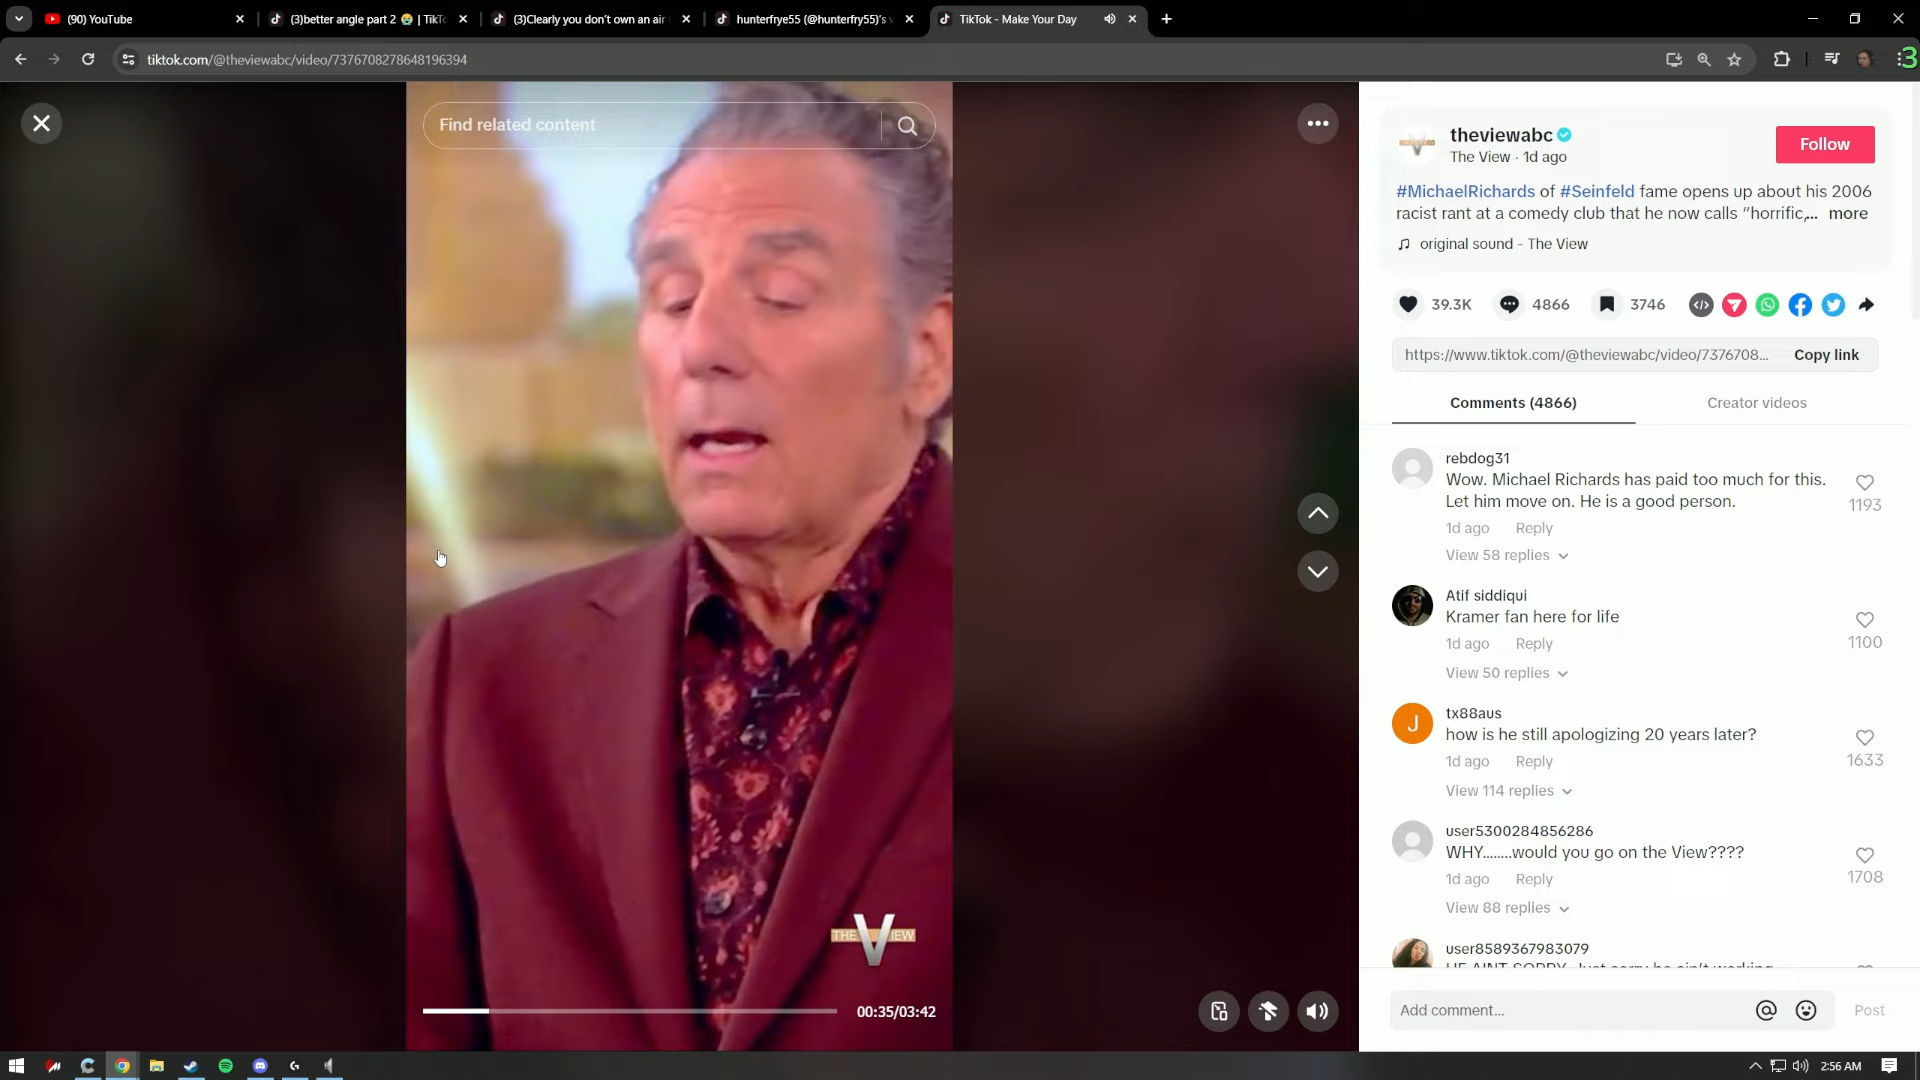 (90) YouTube
(3)better angle part 2 😭 | TikT
(3)Clearly you don't own an air
hunterfrye55 (@hunterfry55)'s v
TikTok - Make Your Day
tiktok.com/@theviewabc/video/7376708278648196394
3
Find related content
theviewabc
The View · 1d ago
Follow
#MichaelRichards of #Seinfeld fame opens up about his 2006
racist rant at a comedy club that he now calls "horrific,... more
original sound - The View
39.3K
4866
3746
https://www.tiktok.com/@theviewabc/video/7376708...
Copy link
Comments (4866)
Creator videos
rebdog31
Wow. Michael Richards has paid too much for this.
Let him move on. He is a good person.
1193
1d ago Reply
View 58 replies
Atif siddiqui
Kramer fan here for life
1100
1d ago Reply
View 50 replies
J
tx88aus
how is he still apologizing 20 years later?
1633
1d ago Reply
View 114 replies
user5300284856286
WHY........would you go on the View????
1708
1d ago Reply
View 88 replies
user8589367983079
HE AINT SORRY. Just sorry he ain't working
THE VIEW
00:35/03:42
Add comment...
Post
2:56 AM